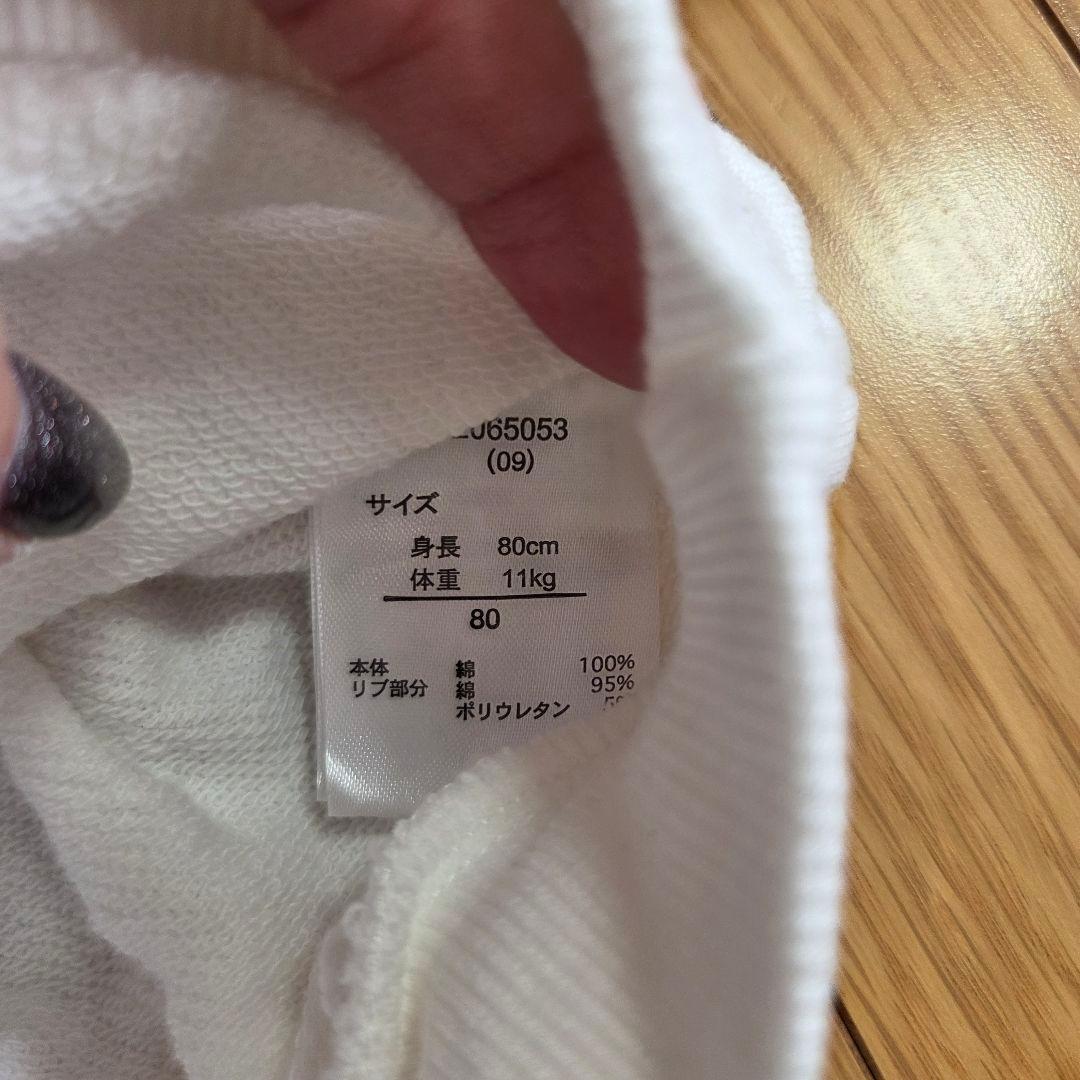 065053
(09)
サイズ
身長 80cm
体重 11kg
80
本体 綿 100%
リブ部分 綿 95%
ポリウレタン